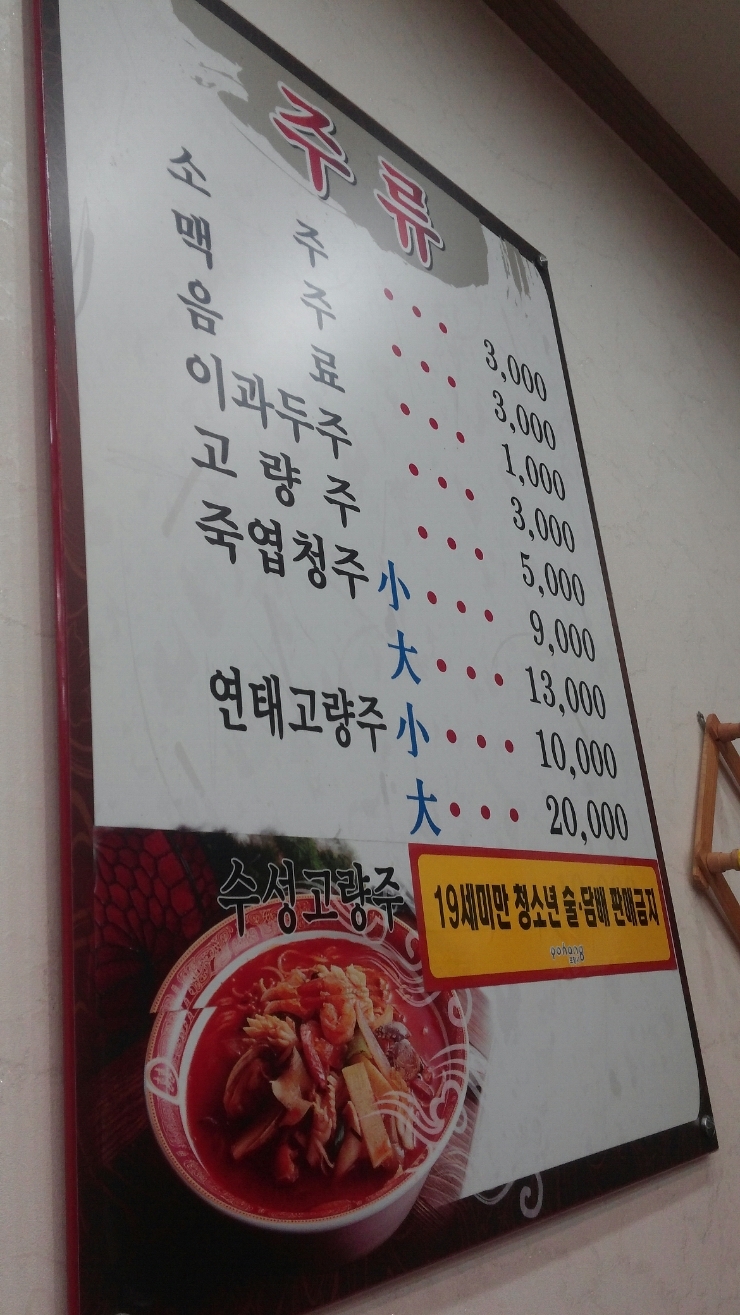 주류
소 주 ••• 3,000
맥 주 ••• 3,000
음 료 ••• 1,000
이과두주 ••• 3,000
고 량 주 ••• 5,000
죽엽청주 小 ••• 9,000
大 ••• 13,000
연태고량주 小 ••• 10,000
大 ••• 20,000
수성고량주
19세미만 청소년 술·담배 판매금지